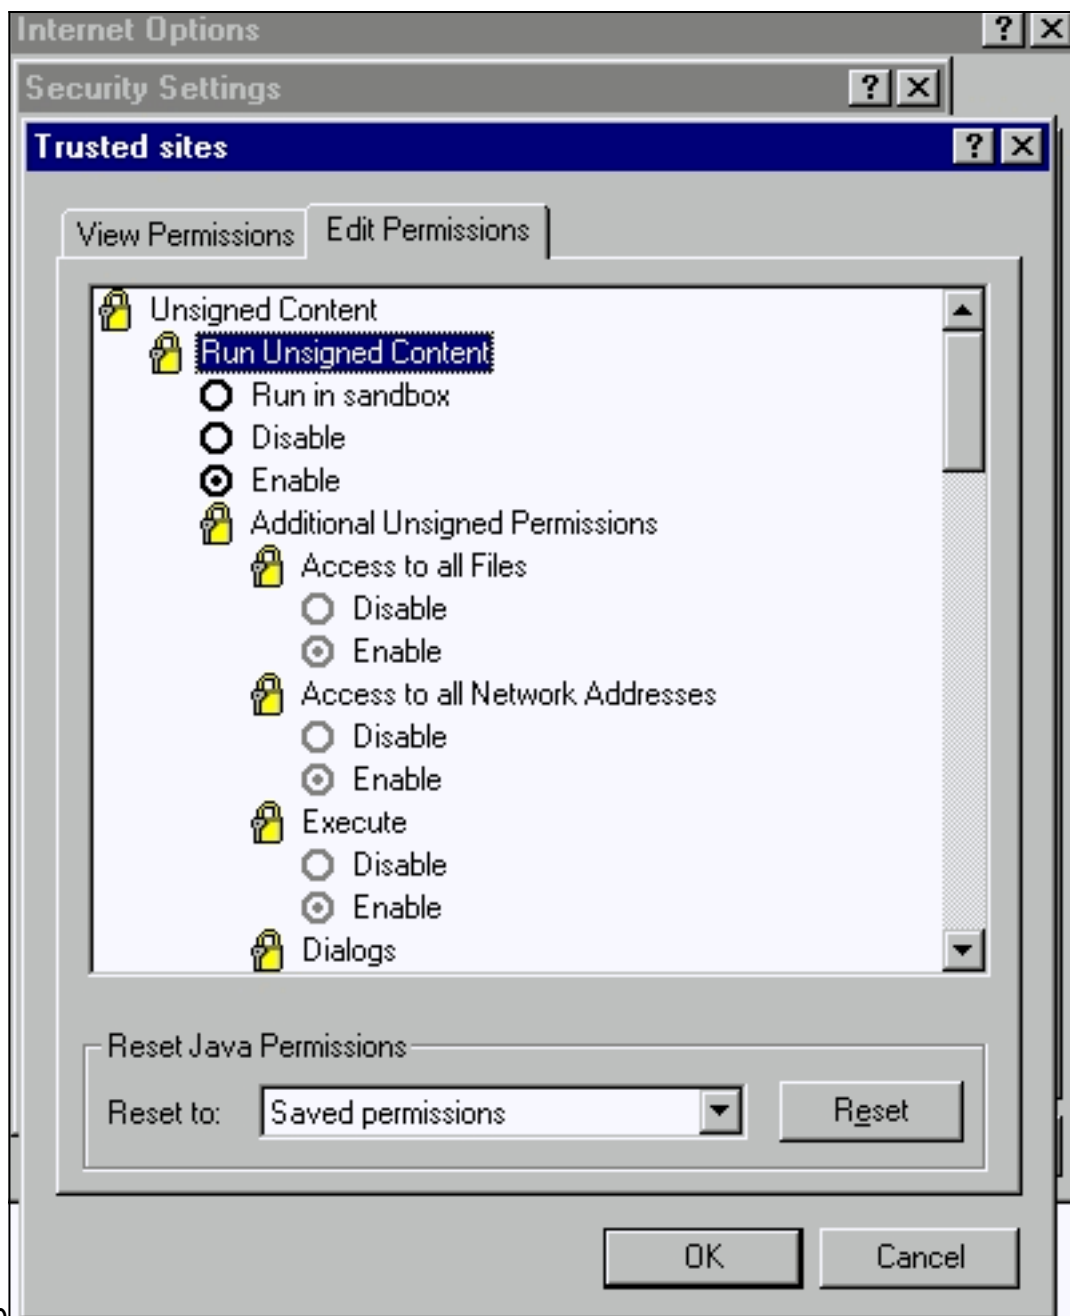 Internet Options
Security Settings
Trusted sites
View Permissions
Edit Permissions
Unsigned Content
Run Unsigned Content
Run in sandbox
Disable
Enable
Additional Unsigned Permissions
Access to all Files
Disable
Enable
Access to all Network Addresses
Disable
Enable
Execute
Disable
Enable
Dialogs
Reset Java Permissions
Reset to: Saved permissions Reset
OK Cancel